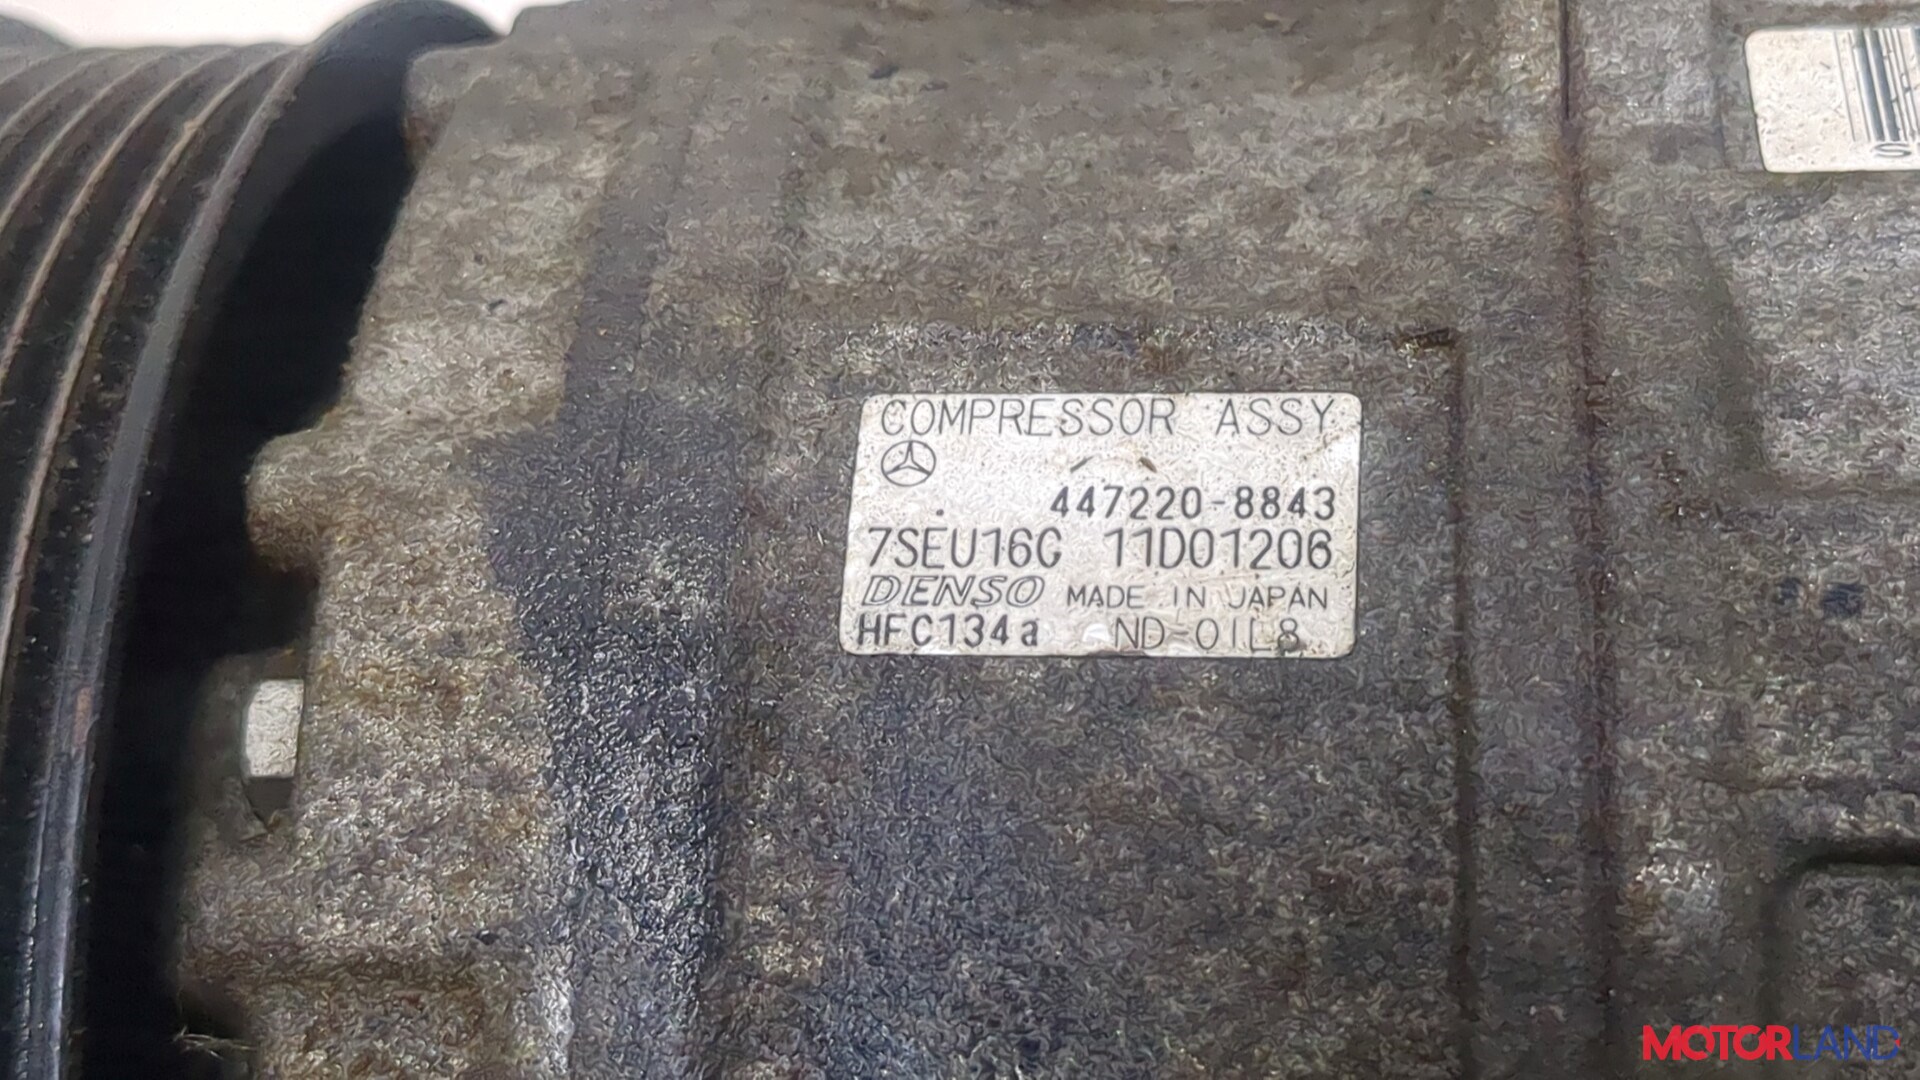 S
COMPRESSOR ASSY
447220-8843
7SEU16C 11D01206
DENSO MADE IN JAPAN
HFC134a ND-OIL8
MOTORLAND